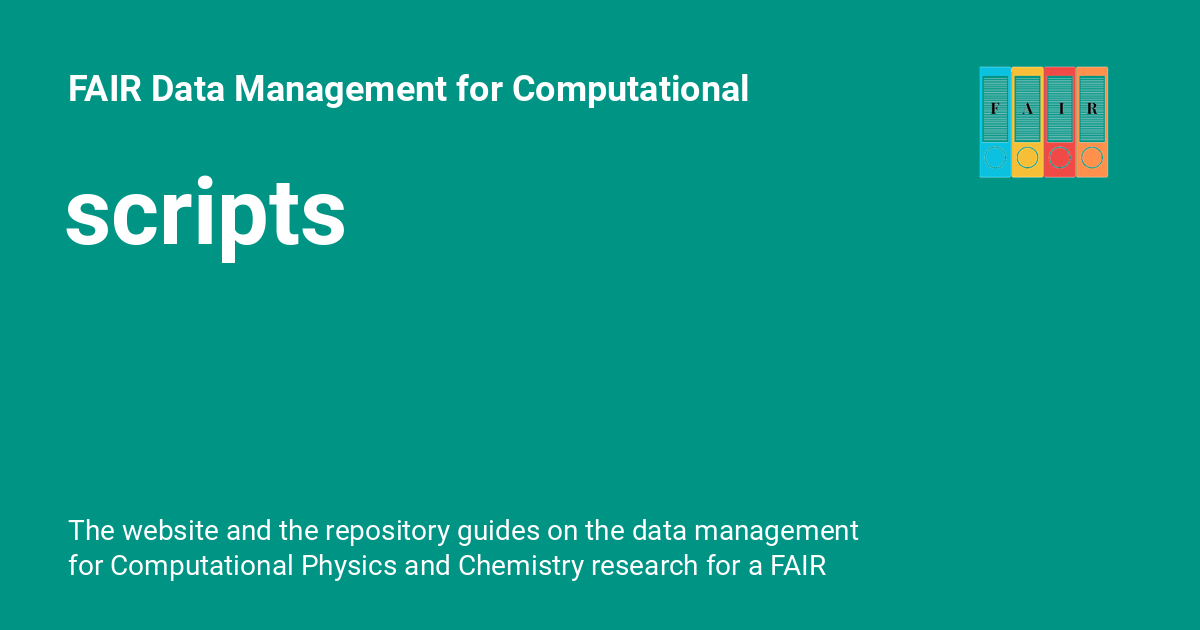 FAIR Data Management for Computational
F A I R
scripts
The website and the repository guides on the data management
for Computational Physics and Chemistry research for a FAIR